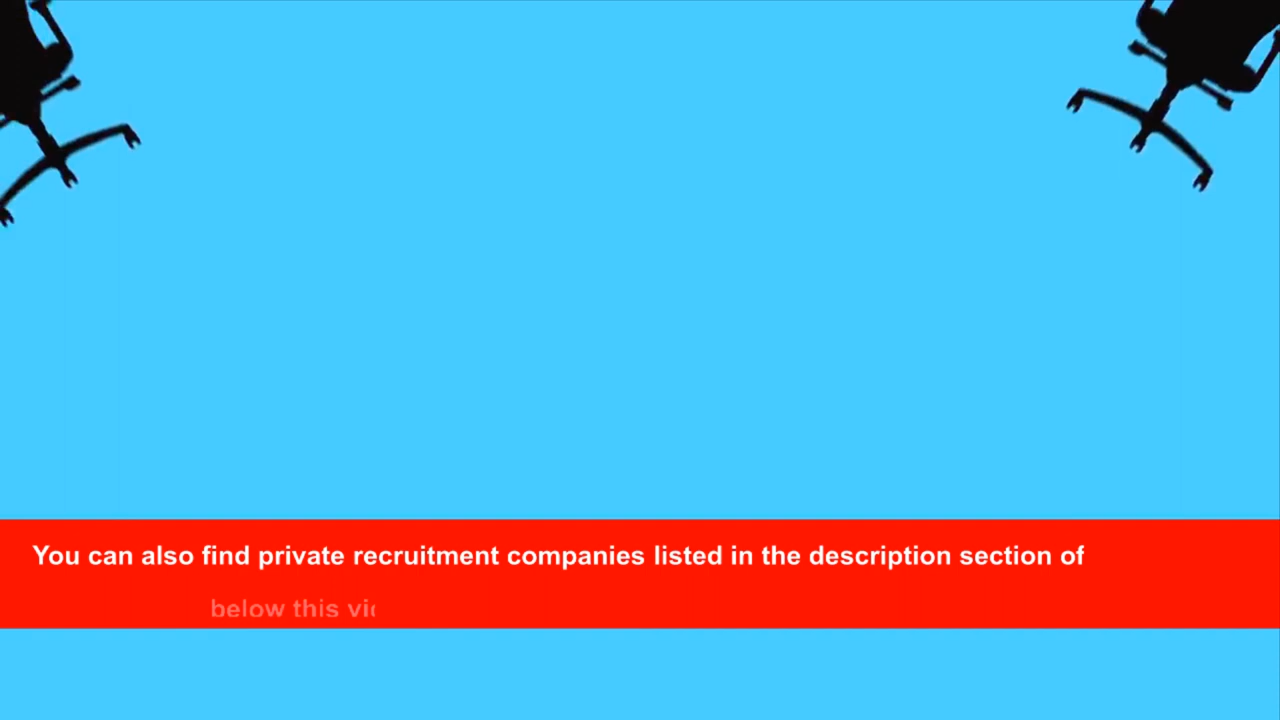 You can also find private recruitment companies listed in the description section of
below this